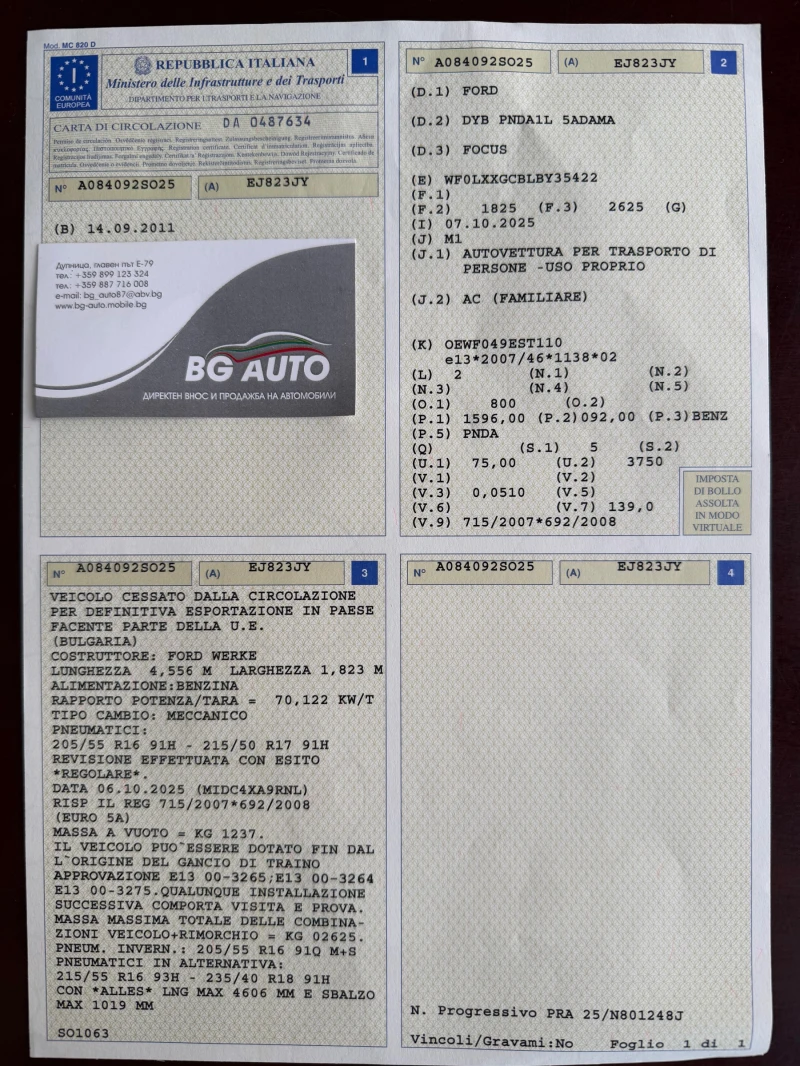 Mod. MC 820 D
REPUBBLICA ITALIANA
Ministero delle Infrastrutture e dei Trasporti
DIPARTIMENTO PER I TRASPORTI E LA NAVIGAZIONE
1
COMUNITÀ
EUROPEA
CARTA DI CIRCOLAZIONE DA 0487634
N° A084092SO25 (A) EJ823JY
(B) 14.09.2011
Дупница, главен път Е-79
тел.: +359 899 123 324
тел.: +359 887 716 008
e-mail: bg_auto87@abv.bg
www.bg-auto.mobile.bg
BG AUTO
ДИРЕКТЕН ВНОС И ПРОДАЖБА НА АВТОМОБИЛИ
N° A084092SO25 (A) EJ823JY 2
(D.1) FORD
(D.2) DYB PNDA1L 5ADAMA
(D.3) FOCUS
(E) WF0LXXGCBLBY35422
(F.1)
(F.2) 1825 (F.3) 2625 (G)
(I) 07.10.2025
(J) M1
(J.1) AUTOVETTURA PER TRASPORTO DI
PERSONE -USO PROPRIO
(J.2) AC (FAMILIARE)
(K) OEWF049EST110
e13*2007/46*1138*02
(L) 2 (N.1) (N.2)
(N.3) (N.4) (N.5)
(O.1) 800 (O.2)
(P.1) 1596,00 (P.2)092,00 (P.3)BENZ
(P.5) PNDA
(Q) (S.1) 5 (S.2)
(U.1) 75,00 (U.2) 3750
(V.1) (V.2)
(V.3) 0,0510 (V.5)
(V.6) (V.7) 139,0
(V.9) 715/2007*692/2008
IMPOSTA
DI BOLLO
ASSOLTA
IN MODO
VIRTUALE
N° A084092SO25 (A) EJ823JY 3
VEICOLO CESSATO DALLA CIRCOLAZIONE
PER DEFINITIVA ESPORTAZIONE IN PAESE
FACENTE PARTE DELLA U.E.
(BULGARIA)
COSTRUTTORE: FORD WERKE
LUNGHEZZA 4,556 M LARGHEZZA 1,823 M
ALIMENTAZIONE:BENZINA
RAPPORTO POTENZA/TARA = 70,122 KW/T
TIPO CAMBIO: MECCANICO
PNEUMATICI:
205/55 R16 91H - 215/50 R17 91H
REVISIONE EFFETTUATA CON ESITO
*REGOLARE*.
DATA 06.10.2025 (MIDC4XA9RNL)
RISP IL REG 715/2007*692/2008
(EURO 5A)
MASSA A VUOTO = KG 1237.
IL VEICOLO PUO`ESSERE DOTATO FIN DAL
L`ORIGINE DEL GANCIO DI TRAINO
APPROVAZIONE E13 00-3265;E13 00-3264
E13 00-3275.QUALUNQUE INSTALLAZIONE
SUCCESSIVA COMPORTA VISITA E PROVA.
MASSA MASSIMA TOTALE DELLE COMBINA-
ZIONI VEICOLO+RIMORCHIO = KG 02625.
PNEUM. INVERN.: 205/55 R16 91Q M+S
PNEUMATICI IN ALTERNATIVA:
215/55 R16 93H - 235/40 R18 91H
CON *ALLES* LNG MAX 4606 MM E SBALZO
MAX 1019 MM
SO1063
N° A084092SO25 (A) EJ823JY 4
N. Progressivo PRA 25/N801248J
Vincoli/Gravami:No Foglio 1 di 1